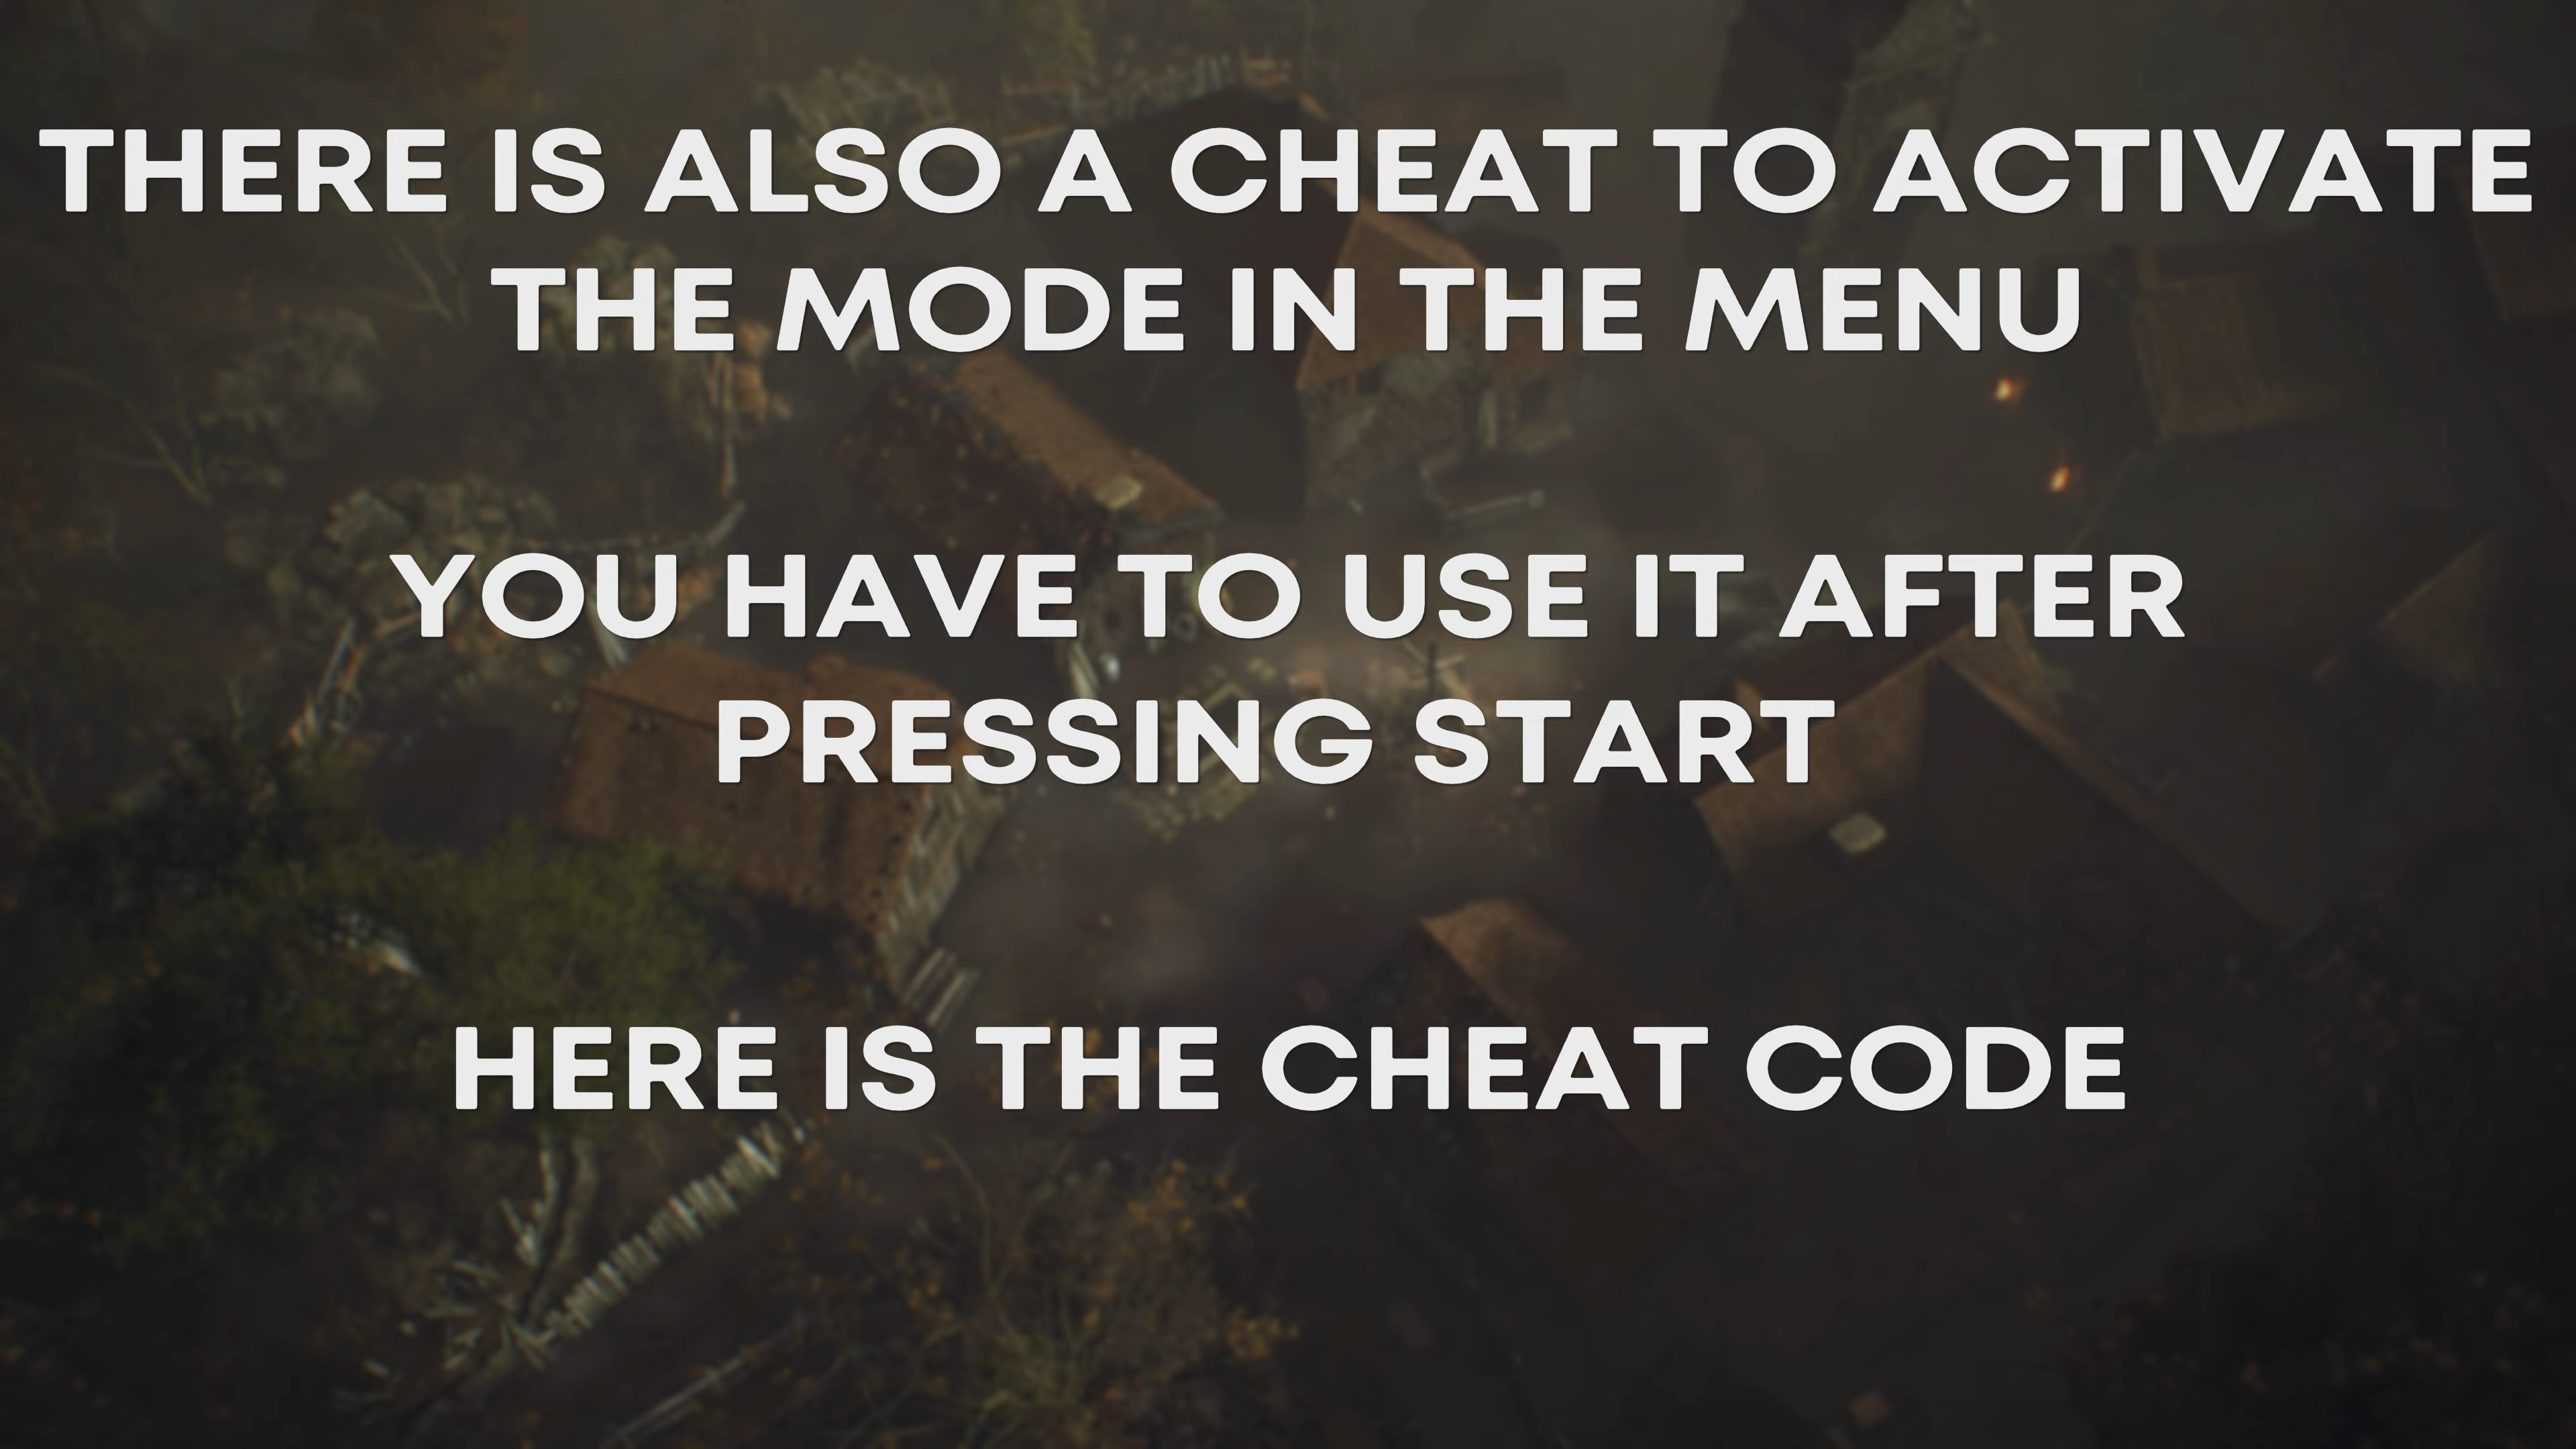 THERE IS ALSO A CHEAT TO ACTIVATE
THE MODE IN THE MENU
YOU HAVE TO USE IT AFTER
PRESSING START
HERE IS THE CHEAT CODE